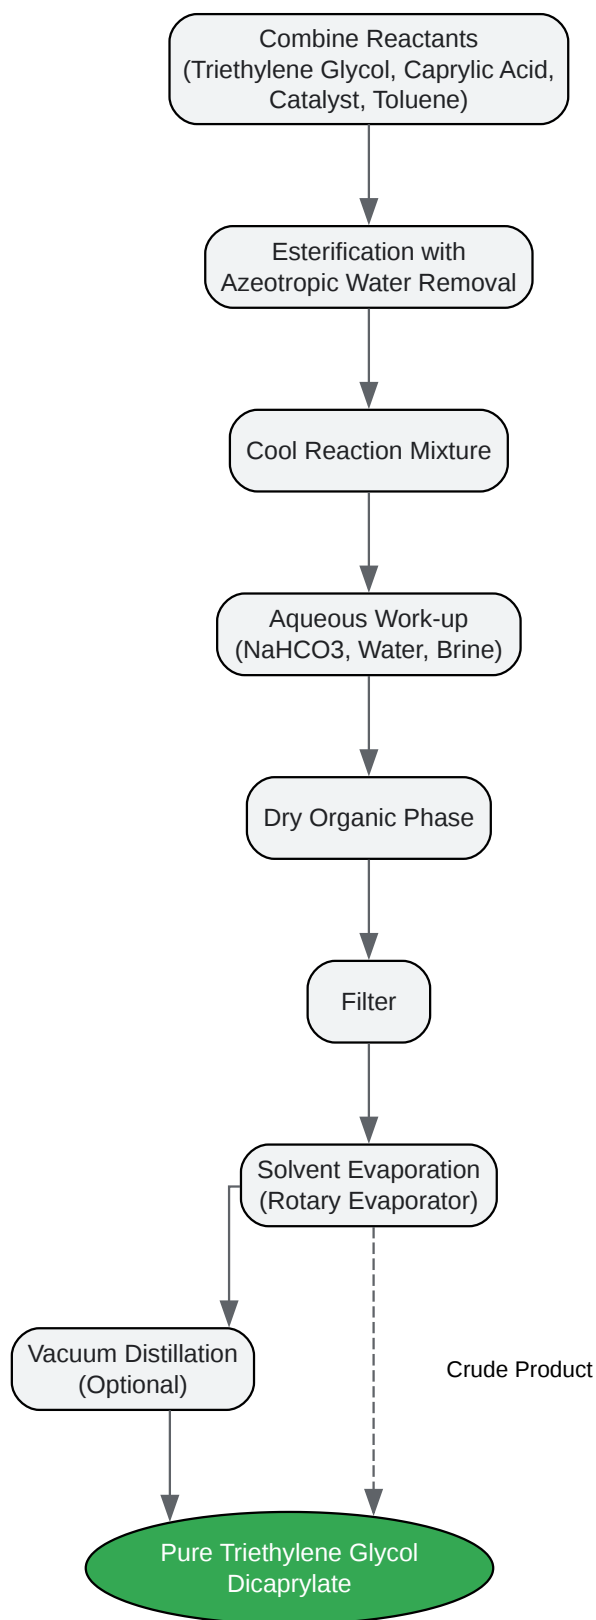 Combine Reactants
(Triethylene Glycol, Caprylic Acid,
Catalyst, Toluene)
Esterification with
Azeotropic Water Removal
Cool Reaction Mixture
Aqueous Work-up
(NaHCO3, Water, Brine)
Dry Organic Phase
Filter
Solvent Evaporation
(Rotary Evaporator)
Vacuum Distillation
(Optional)
Crude Product
Pure Triethylene Glycol
Dicaprylate